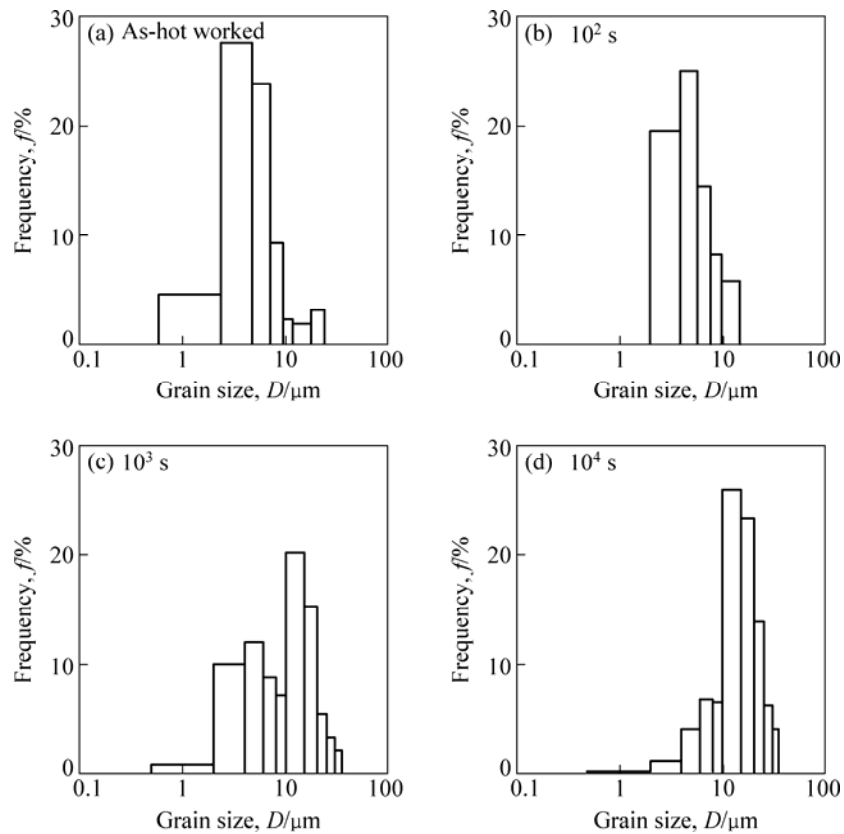 (a) As-hot worked
30
20
10
0
Frequency, f/%
0.1 1 10 100
Grain size, D/μm
(b) 10² s
30
20
10
0
Frequency, f/%
0.1 1 10 100
Grain size, D/μm
(c) 10³ s
30
20
10
0
Frequency, f/%
0.1 1 10 100
Grain size, D/μm
(d) 10⁴ s
30
20
10
0
Frequency, f/%
0.1 1 10 100
Grain size, D/μm